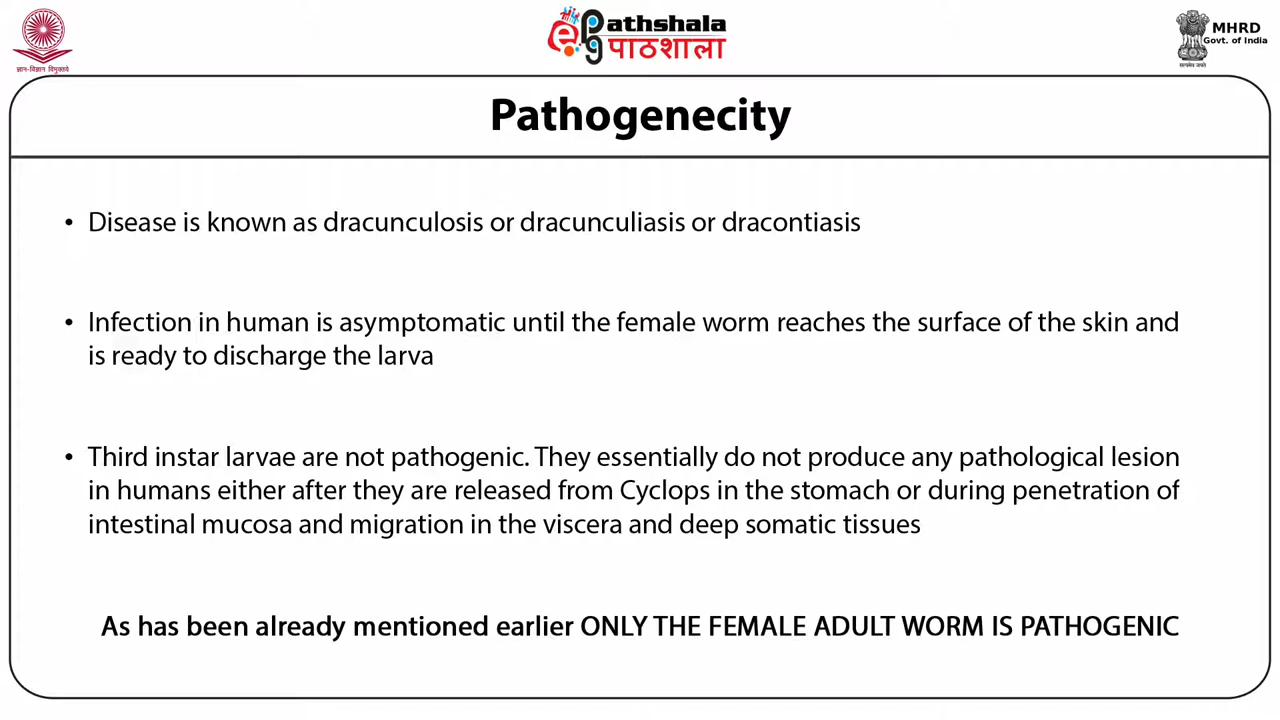 ज्ञान-विज्ञान विमुक्तये
ePathshala
पाठशाला
MHRD
Govt. of India
सत्यमेव जयते
Pathogenecity
• Disease is known as dracunculosis or dracunculiasis or dracontiasis
• Infection in human is asymptomatic until the female worm reaches the surface of the skin and
is ready to discharge the larva
• Third instar larvae are not pathogenic. They essentially do not produce any pathological lesion
in humans either after they are released from Cyclops in the stomach or during penetration of
intestinal mucosa and migration in the viscera and deep somatic tissues
As has been already mentioned earlier ONLY THE FEMALE ADULT WORM IS PATHOGENIC